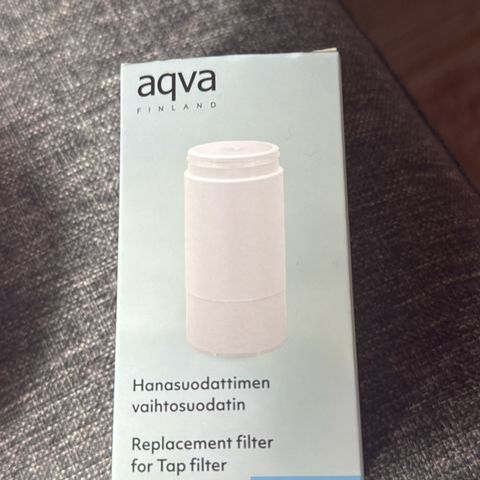 aqva
FINLAND
Hanasuodattimen
vaihtosuodatin
Replacement filter
for Tap filter